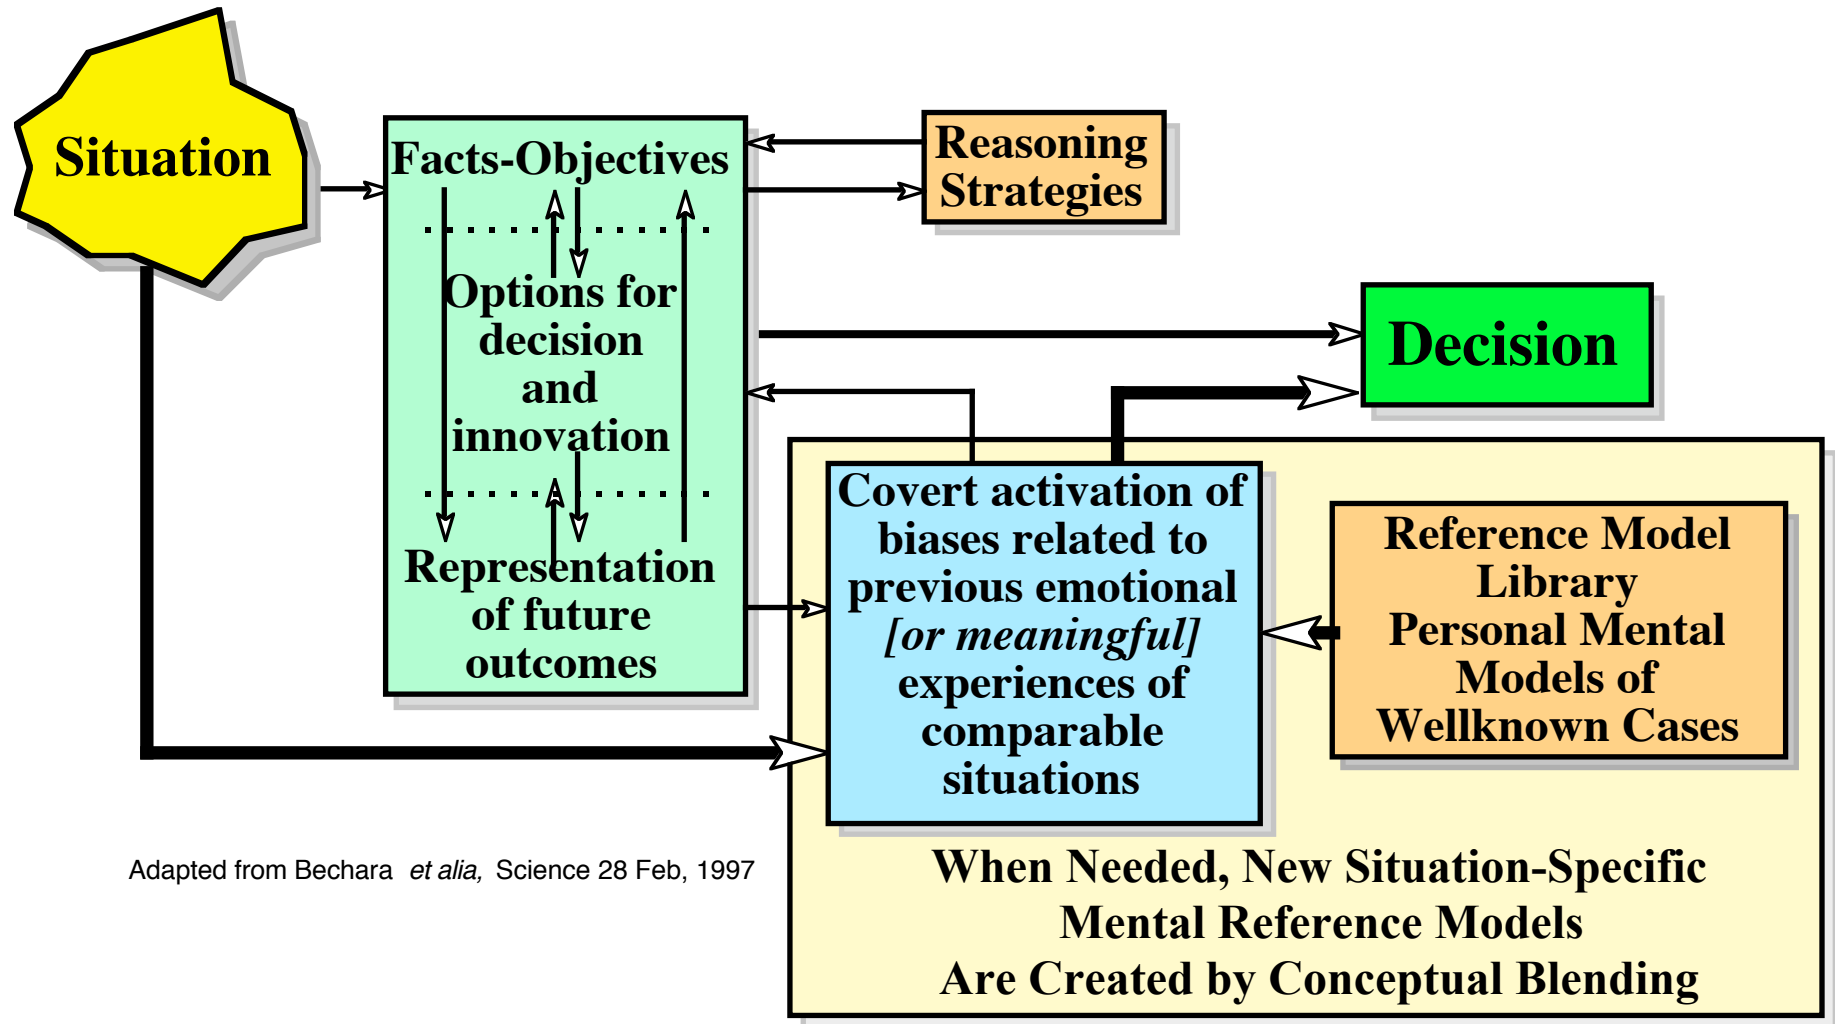 Situation
Facts-Objectives
Options for
decision
and
innovation
Representation
of future
outcomes
Reasoning
Strategies
Decision
Covert activation of
biases related to
previous emotional
[or meaningful]
experiences of
comparable
situations
Reference Model
Library
Personal Mental
Models of
Wellknown Cases
When Needed, New Situation-Specific
Mental Reference Models
Are Created by Conceptual Blending
Adapted from Bechara et alia, Science 28 Feb, 1997